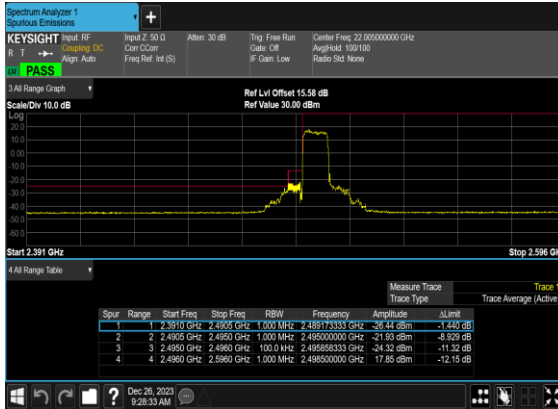 Spectrum Analyzer 1
Spurious Emissions
KEYSIGHT Input: RF Input Z: 50 Ω Atten: 30 dB Trig: Free Run Center Freq: 22.005000000 GHz
R T Coupling: DC Corr CCorr Gate: Off Avg|Hold: 100/100
Align: Auto Freq Ref: Int (S) IF Gain: Low Radio Std: None
PASS
3 All Range Graph
Ref Lvl Offset 15.58 dB
Scale/Div 10.0 dB Ref Value 30.00 dBm
Log
20.0
10.0
0.00
-10.0
-20.0
-30.0
-40.0
-50.0
-60.0
Start 2.391 GHz Stop 2.596 GH
4 All Range Table
Measure Trace Trace 1
Trace Type Trace Average (Active
Spur Range Start Freq Stop Freq RBW Frequency Amplitude ΔLimit
1 1 2.3910 GHz 2.4905 GHz 1.000 MHz 2.489173333 GHz -26.44 dBm -1.440 dB
2 2 2.4905 GHz 2.4950 GHz 1.000 MHz 2.495000000 GHz -21.93 dBm -8.929 dB
3 3 2.4950 GHz 2.4960 GHz 100.0 kHz 2.495858333 GHz -24.32 dBm -11.32 dB
4 4 2.4960 GHz 2.5960 GHz 1.000 MHz 2.498500000 GHz 17.85 dBm -12.15 dB
? Dec 26, 2023
9:28:33 AM